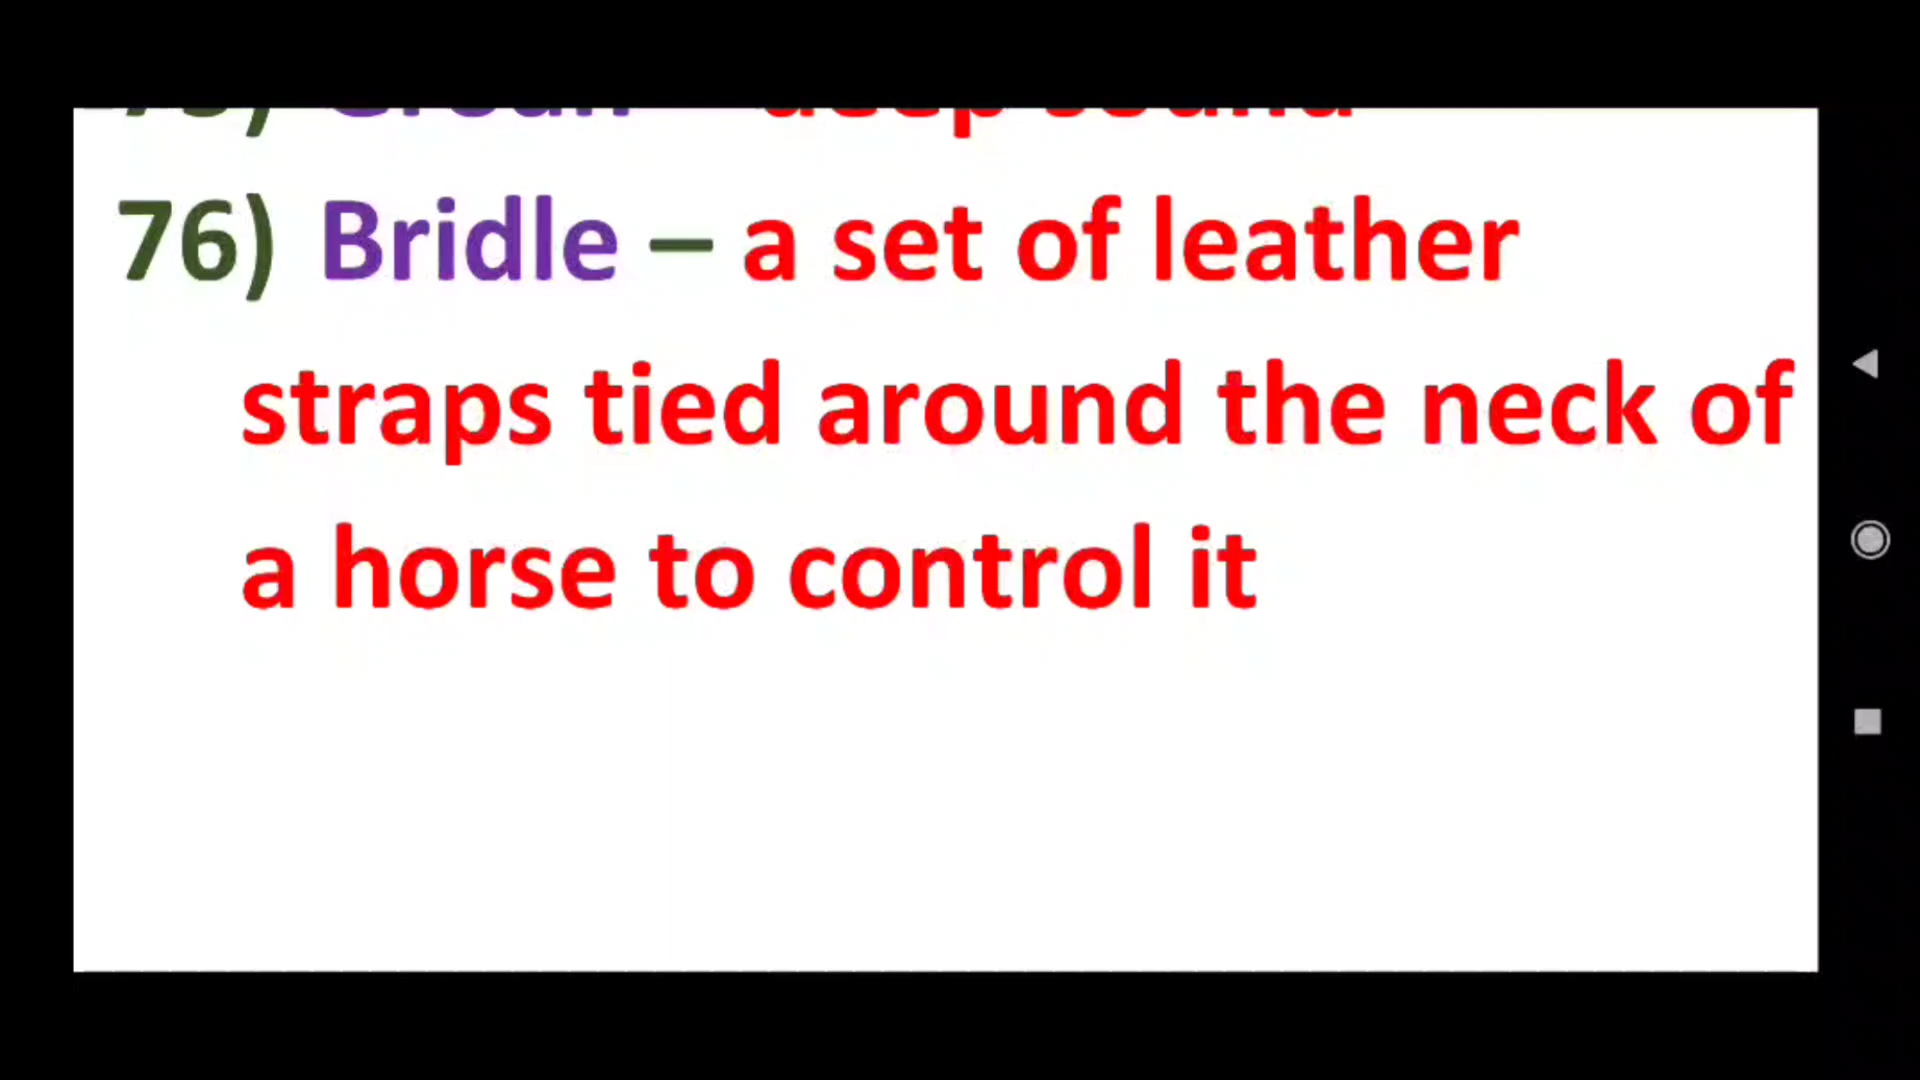 76) Bridle – a set of leather
straps tied around the neck of
a horse to control it